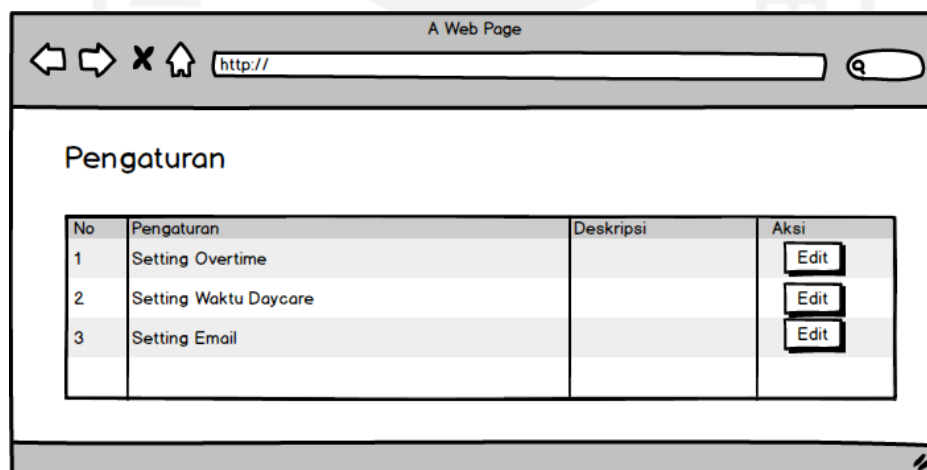 A Web Page
http://
Pengaturan
No Pengaturan Deskripsi Aksi
1 Setting Overtime Edit
2 Setting Waktu Daycare Edit
3 Setting Email Edit